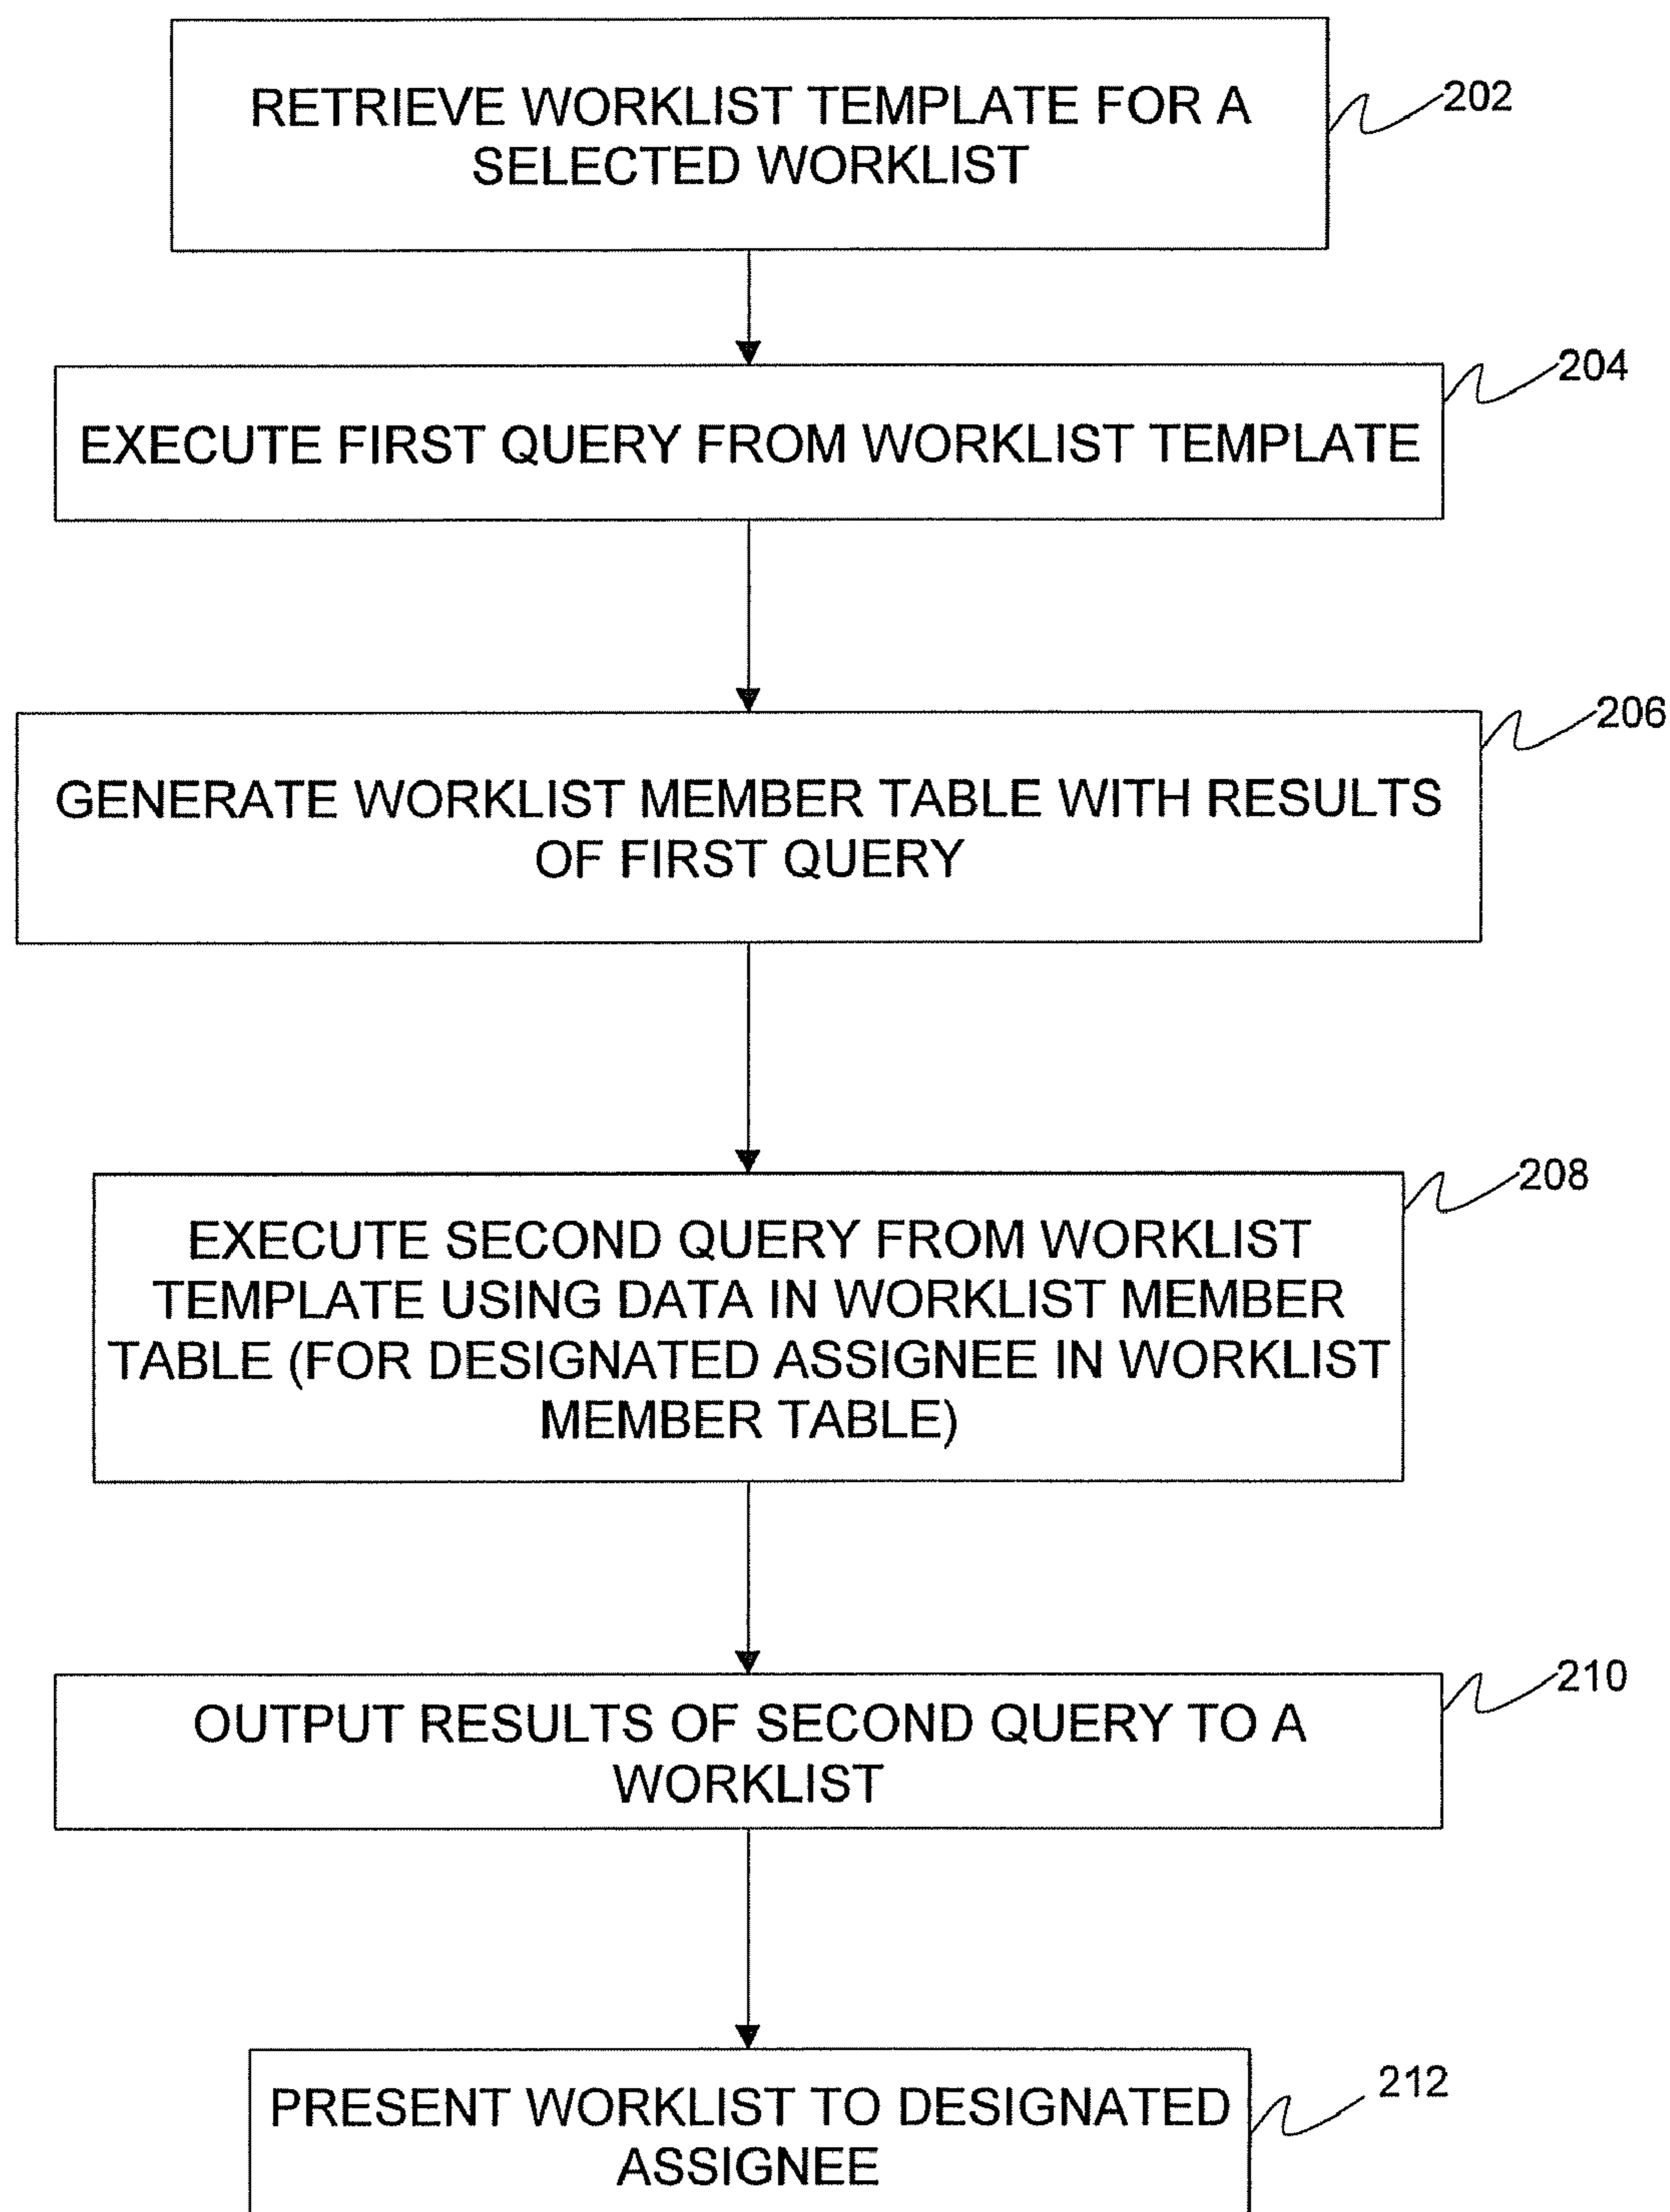 RETRIEVE WORKLIST TEMPLATE FOR A
SELECTED WORKLIST
202
EXECUTE FIRST QUERY FROM WORKLIST TEMPLATE
204
GENERATE WORKLIST MEMBER TABLE WITH RESULTS
OF FIRST QUERY
206
EXECUTE SECOND QUERY FROM WORKLIST
TEMPLATE USING DATA IN WORKLIST MEMBER
TABLE (FOR DESIGNATED ASSIGNEE IN WORKLIST
MEMBER TABLE)
208
OUTPUT RESULTS OF SECOND QUERY TO A
WORKLIST
210
PRESENT WORKLIST TO DESIGNATED
ASSIGNEE
212